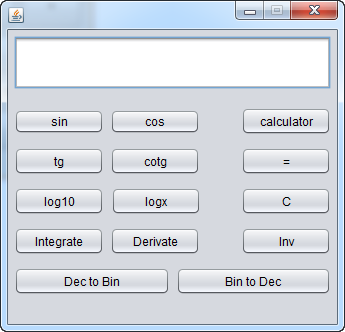 sin cos calculator
tg cotg =
log10 logx C
Integrate Derivate Inv
Dec to Bin Bin to Dec